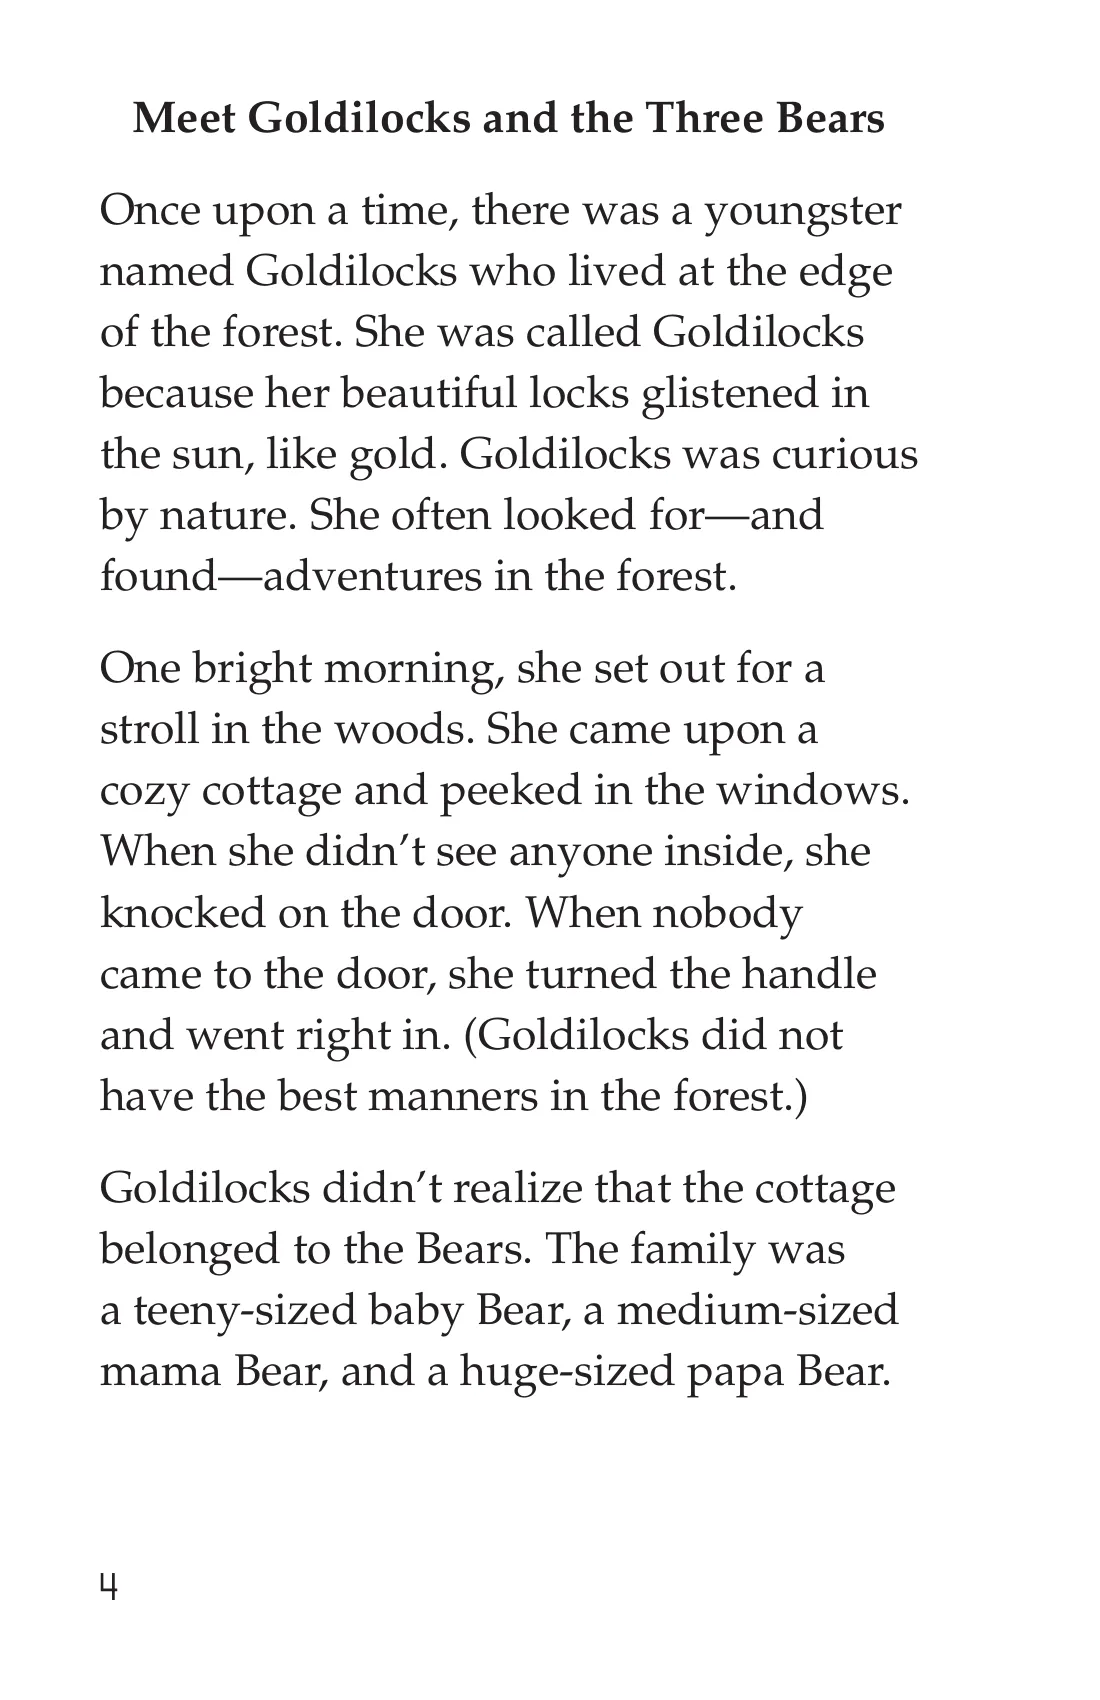 Meet Goldilocks and the Three Bears
Once upon a time, there was a youngster
named Goldilocks who lived at the edge
of the forest. She was called Goldilocks
because her beautiful locks glistened in
the sun, like gold. Goldilocks was curious
by nature. She often looked for—and
found—adventures in the forest.
One bright morning, she set out for a
stroll in the woods. She came upon a
cozy cottage and peeked in the windows.
When she didn’t see anyone inside, she
knocked on the door. When nobody
came to the door, she turned the handle
and went right in. (Goldilocks did not
have the best manners in the forest.)
Goldilocks didn’t realize that the cottage
belonged to the Bears. The family was
a teeny-sized baby Bear, a medium-sized
mama Bear, and a huge-sized papa Bear.
4